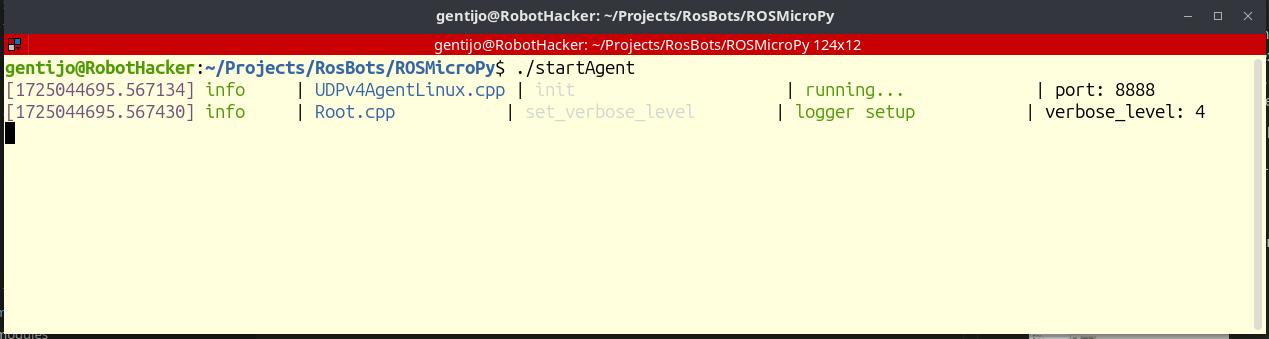 gentijo@RobotHacker: ~/Projects/RosBots/ROSMicroPy
gentijo@RobotHacker: ~/Projects/RosBots/ROSMicroPy 124x12
gentijo@RobotHacker:~/Projects/RosBots/ROSMicroPy$ ./startAgent
[1725044695.567134] info | UDPv4AgentLinux.cpp | init | running... | port: 8888
[1725044695.567430] info | Root.cpp | set_verbose_level | logger setup | verbose_level: 4